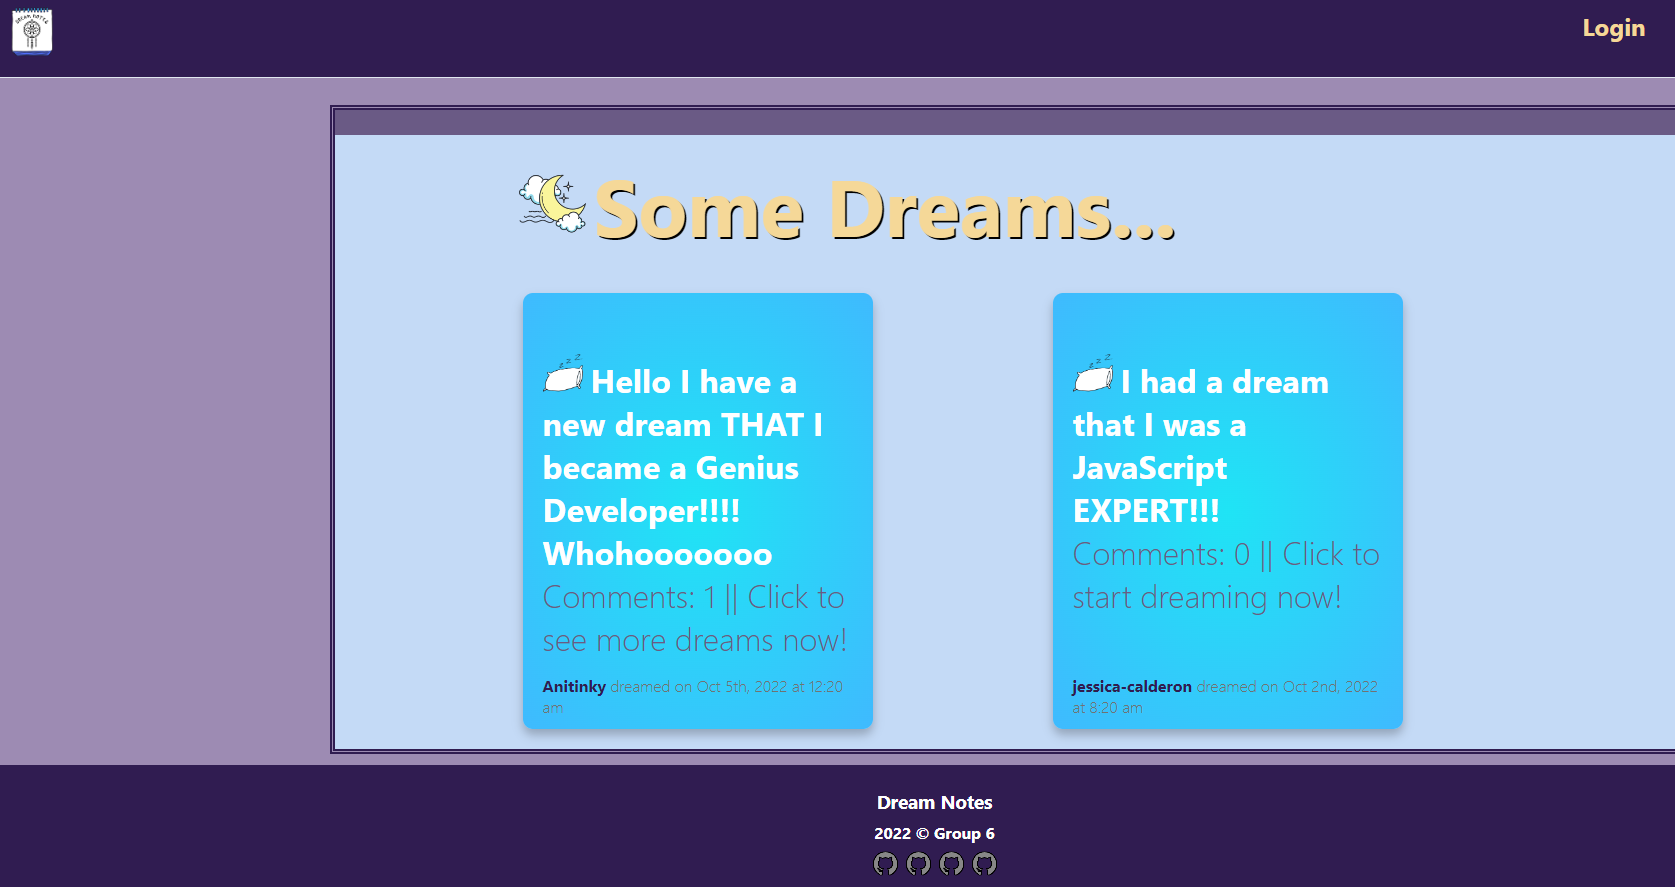 DREAM NOTES
Login
Some Dreams...
z z z
Hello I have a
new dream THAT I
became a Genius
Developer!!!!
Whohooooooo
Comments: 1 || Click to
see more dreams now!
Anitinky dreamed on Oct 5th, 2022 at 12:20
am
z z z
I had a dream
that I was a
JavaScript
EXPERT!!!
Comments: 0 || Click to
start dreaming now!
jessica-calderon dreamed on Oct 2nd, 2022
at 8:20 am
Dream Notes
2022 © Group 6